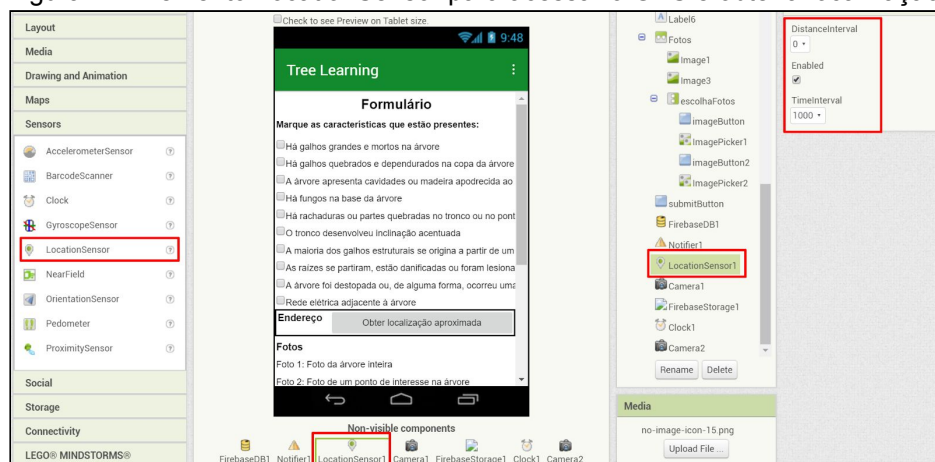 Layout
Media
Drawing and Animation
Maps
Sensors
AccelerometerSensor
BarcodeScanner
Clock
GyroscopeSensor
LocationSensor
NearField
OrientationSensor
Pedometer
ProximitySensor
Social
Storage
Connectivity
LEGO® MINDSTORMS®
Check to see Preview on Tablet size.
9:48
Tree Learning
Formulário
Marque as caracteristicas que estão presentes:
Há galhos grandes e mortos na árvore
Há galhos quebrados e dependurados na copa da árvore
A árvore apresenta cavidades ou madeira apodrecida ao
Há fungos na base da árvore
Há rachaduras ou partes quebradas no tronco ou no pont
O tronco desenvolveu inclinação acentuada
A maioria dos galhos estruturais se origina a partir de um
As raízes se partiram, estão danificadas ou foram lesiona
A árvore foi destopada ou, de alguma forma, ocorreu uma
Rede elétrica adjacente à árvore
Endereço
Obter localização aproximada
Fotos
Foto 1: Foto da árvore inteira
Foto 2: Foto de um ponto de interesse na árvore
Non-visible components
FirebaseDB1 Notifier1 LocationSensor1 Camera1 FirebaseStorage1 Clock1 Camera2
Label6
Fotos
Image1
Image3
escolhaFotos
imageButton
ImagePicker1
imageButton2
ImagePicker2
submitButton
FirebaseDB1
Notifier1
LocationSensor1
Camera1
FirebaseStorage1
Clock1
Camera2
Rename Delete
Media
no-image-icon-15.png
Upload File ...
DistanceInterval
0
Enabled
TimeInterval
1000